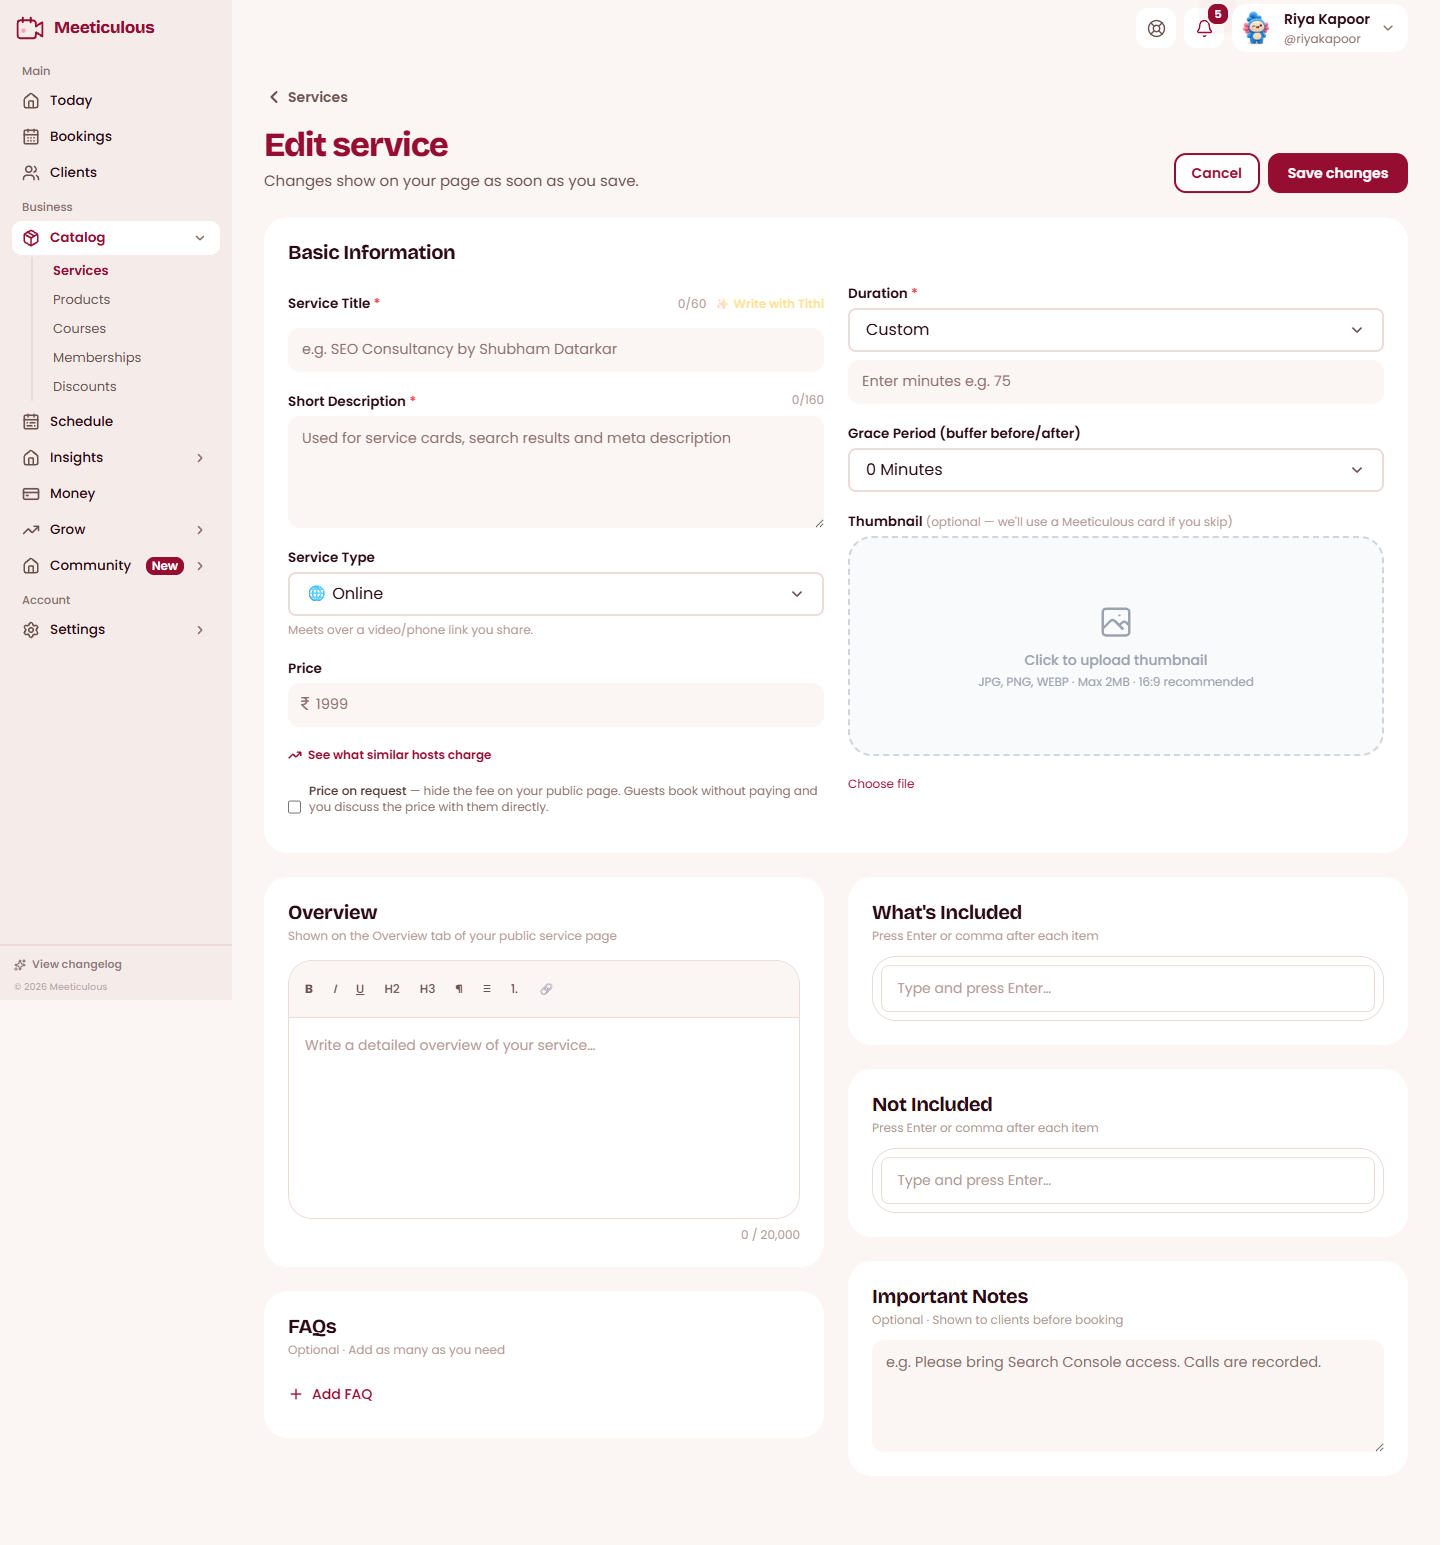 Meeticulous
Main
Today
Bookings
Clients
Business
Catalog
Services
Products
Courses
Memberships
Discounts
Schedule
Insights
Money
Grow
Community New
Account
Settings
View changelog
© 2026 Meeticulous
5
Riya Kapoor
@riyakapoor
Services
Edit service
Changes show on your page as soon as you save.
Cancel
Save changes
Basic Information
Service Title * 0/60 Write with Tithi
e.g. SEO Consultancy by Shubham Datarkar
Short Description * 0/160
Used for service cards, search results and meta description
Service Type
Online
Meets over a video/phone link you share.
Price
₹ 1999
See what similar hosts charge
Price on request — hide the fee on your public page. Guests book without paying and
you discuss the price with them directly.
Duration *
Custom
Enter minutes e.g. 75
Grace Period (buffer before/after)
0 Minutes
Thumbnail (optional — we'll use a Meeticulous card if you skip)
Click to upload thumbnail
JPG, PNG, WEBP · Max 2MB · 16:9 recommended
Choose file
Overview
Shown on the Overview tab of your public service page
B I U H2 H3 ¶ ☰ 1.
Write a detailed overview of your service...
0 / 20,000
FAQs
Optional · Add as many as you need
+ Add FAQ
What's Included
Press Enter or comma after each item
Type and press Enter...
Not Included
Press Enter or comma after each item
Type and press Enter...
Important Notes
Optional · Shown to clients before booking
e.g. Please bring Search Console access. Calls are recorded.